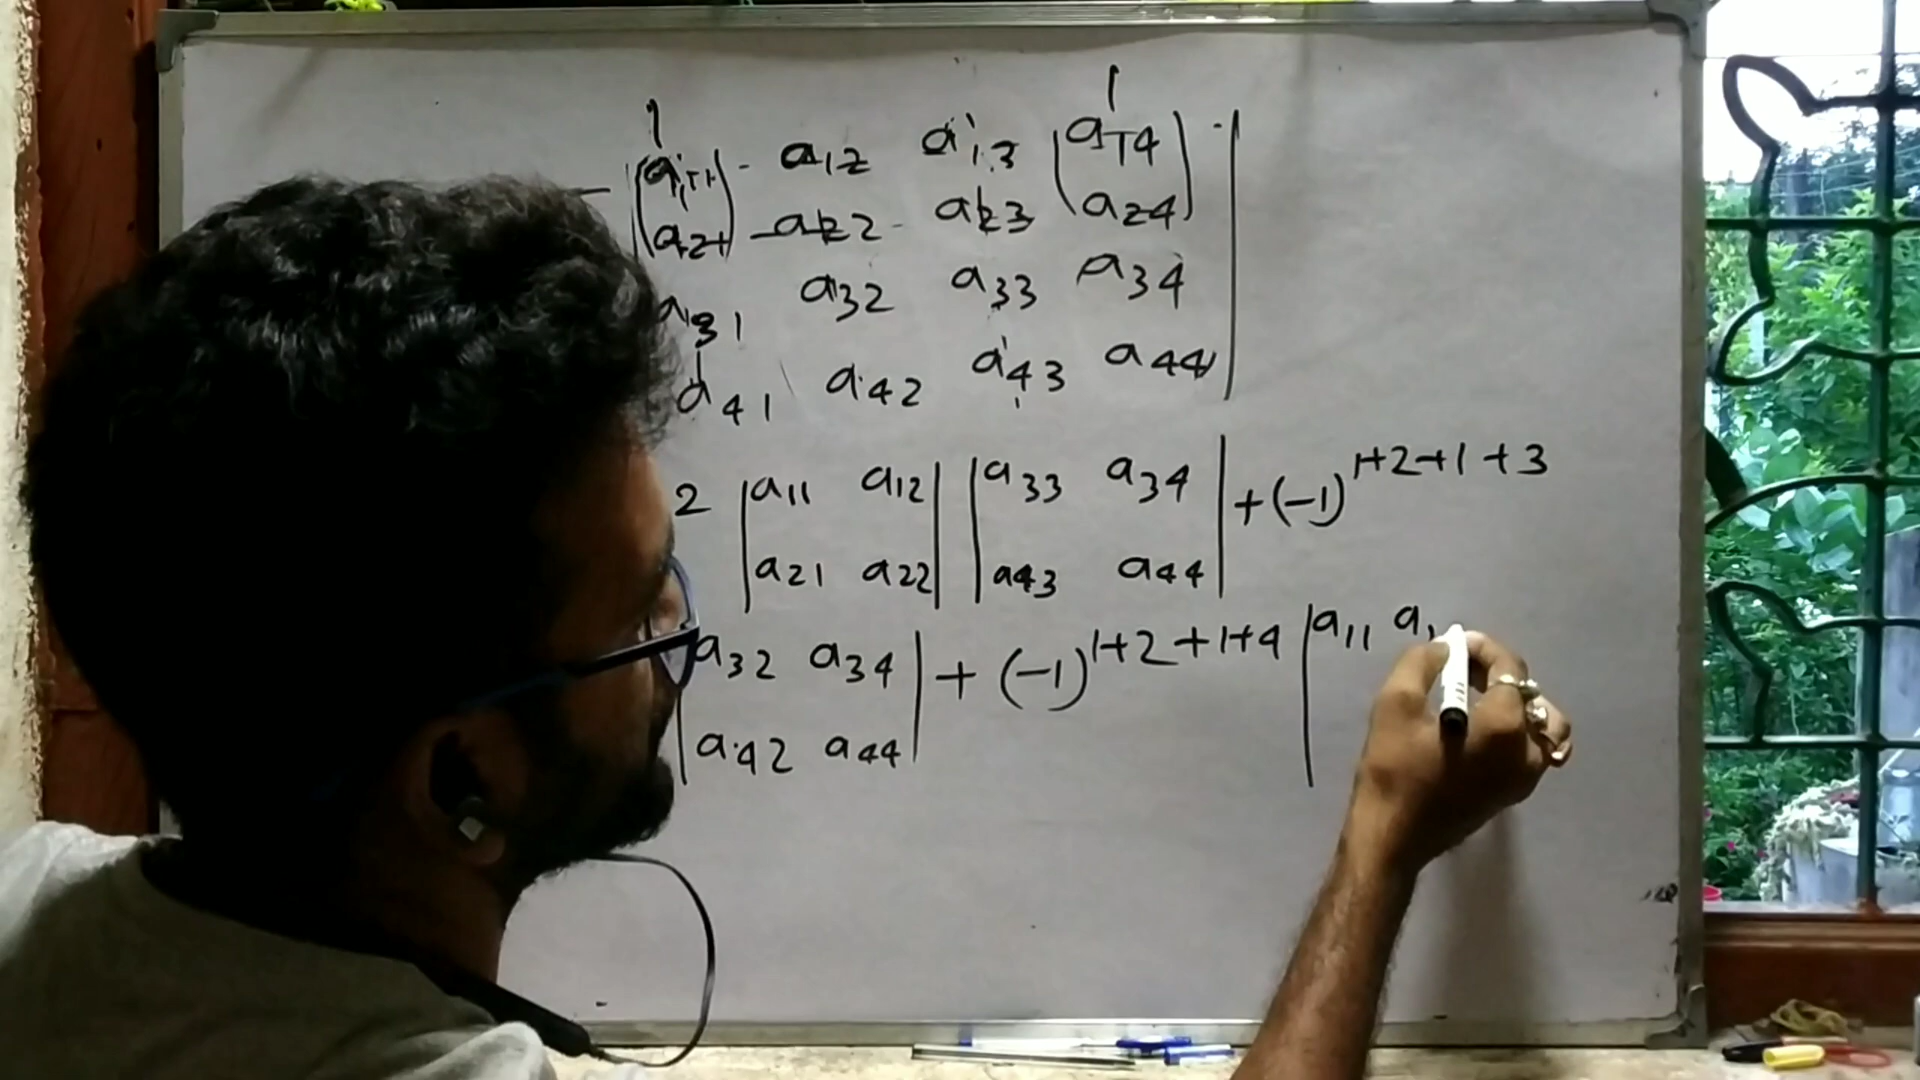 a11 a12 a13 a14
a21 a22 a23 a24
a31 a32 a33 a34
a41 a42 a43 a44
2 |a11 a12| |a33 a34| + (-1)^1+2+1+3
|a21 a22| |a43 a44|
|a32 a34| + (-1)^1+2+1+4 |a11 a1
|a42 a44|